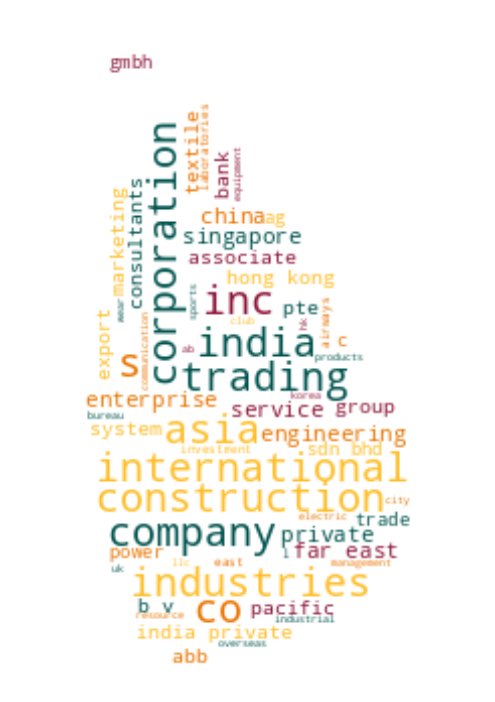 gmbh
corporation
textile
laboratories
bank
equipment
consultants
marketing
china
ag
singapore
associate
hong kong
sports
inc
pte
airways
hk
wear
communication
export
club
india
c
ab
products
s
trading
korea
enterprise
service
group
bureau
system
asia
engineering
investment
sdn bhd
international
construction
city
electric
trade
company
private
power
l
far east
uk
llc
east
management
industries
b v
resource
co
pacific
industrial
india private
overseas
abb